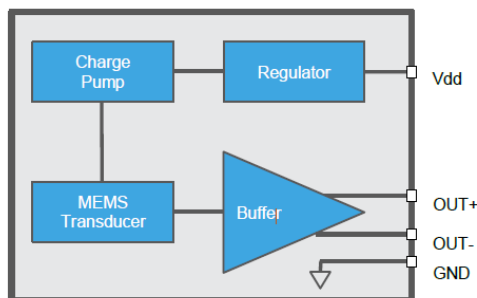 Charge
Pump
Regulator
Vdd
MEMS
Transducer
Buffer
OUT+
OUT-
GND